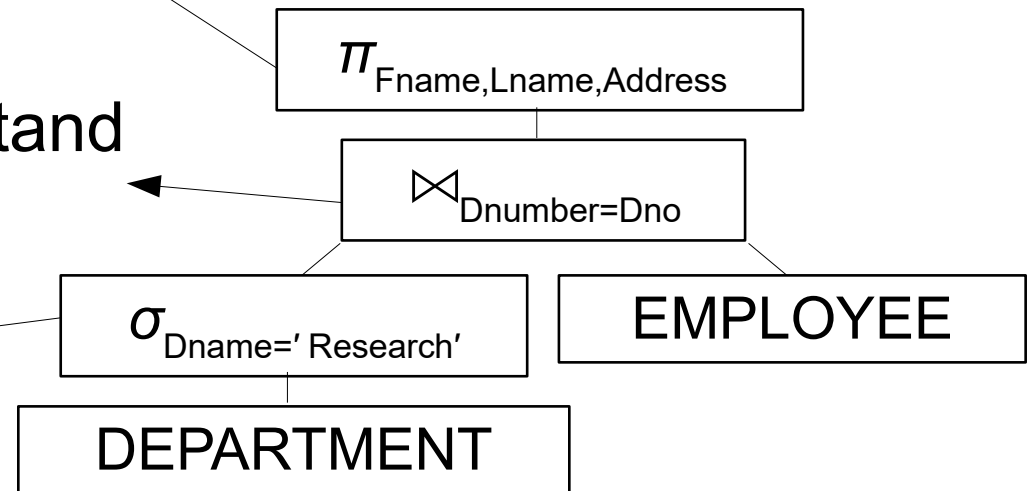 π Fname,Lname,Address
tand
⋈ Dnumber=Dno
σ Dname=′ Research′
EMPLOYEE
DEPARTMENT